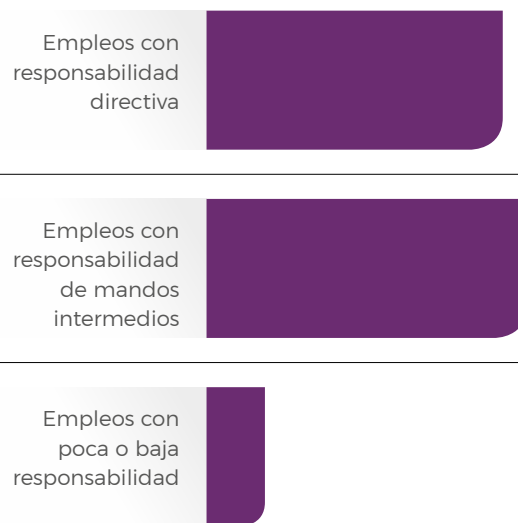 Empleos con
responsabilidad
directiva
Empleos con
responsabilidad
de mandos
intermedios
Empleos con
poca o baja
responsabilidad